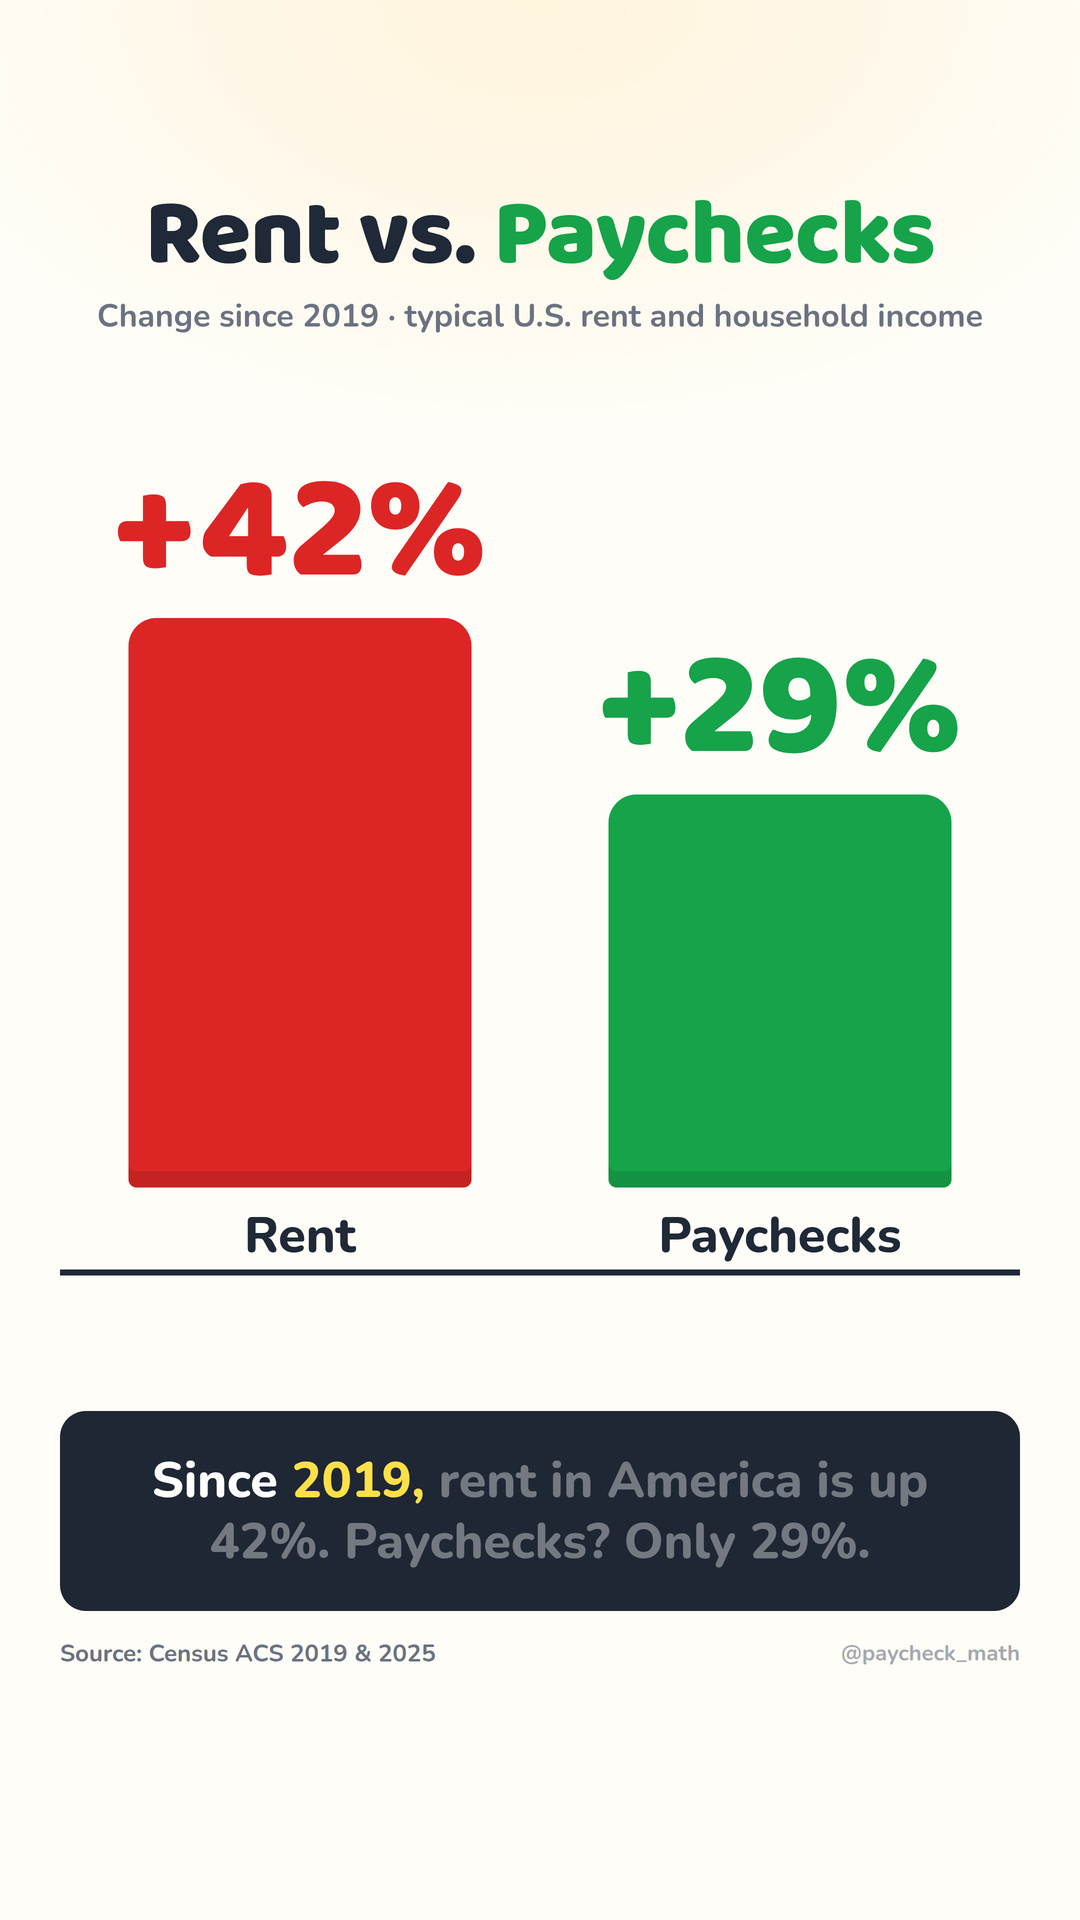 Rent vs. Paychecks
Change since 2019 · typical U.S. rent and household income
+42%
+29%
Rent
Paychecks
Since 2019, rent in America is up
42%. Paychecks? Only 29%.
Source: Census ACS 2019 & 2025
@paycheck_math